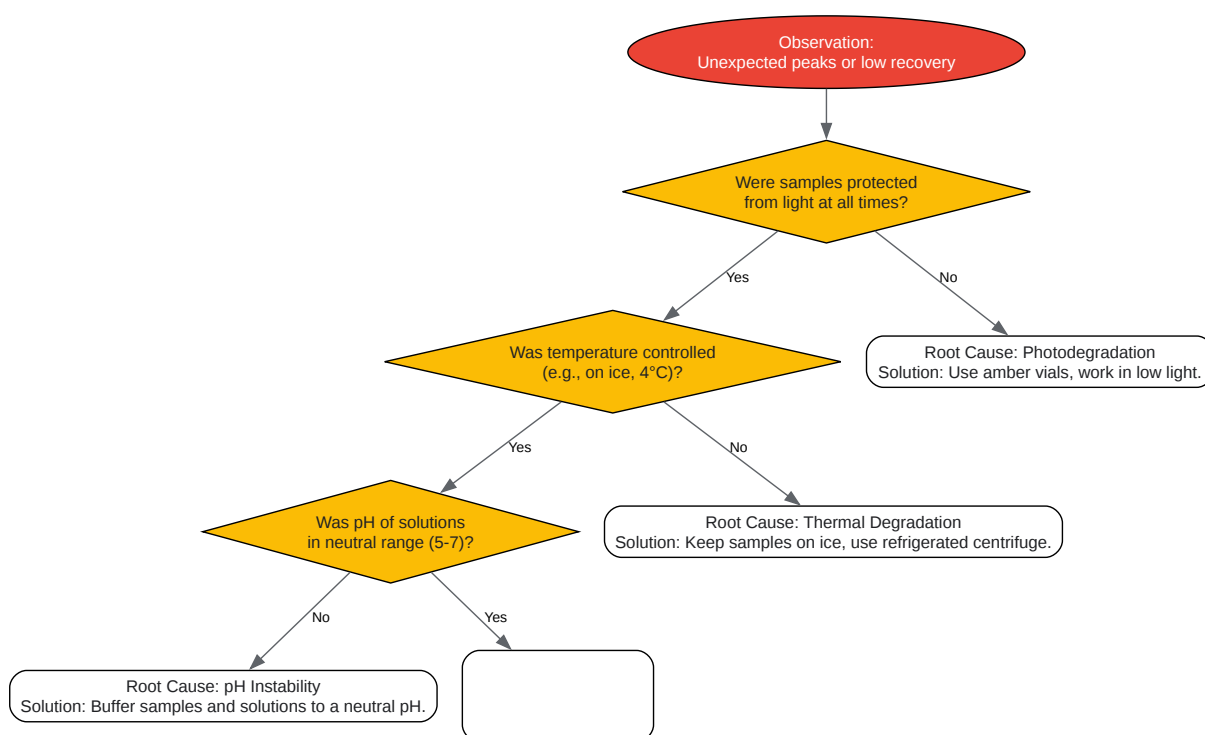 Observation:
Unexpected peaks or low recovery
Were samples protected
from light at all times?
Yes
No
Was temperature controlled
(e.g., on ice, 4°C)?
Root Cause: Photodegradation
Solution: Use amber vials, work in low light.
Yes
No
Was pH of solutions
in neutral range (5-7)?
Root Cause: Thermal Degradation
Solution: Keep samples on ice, use refrigerated centrifuge.
No
Yes
Root Cause: pH Instability
Solution: Buffer samples and solutions to a neutral pH.